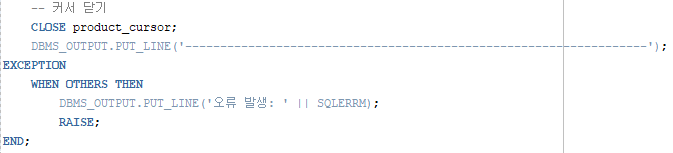 -- 커서 닫기
CLOSE product_cursor;
DBMS_OUTPUT.PUT_LINE('----------------------------------------------------------------------');
EXCEPTION
WHEN OTHERS THEN
DBMS_OUTPUT.PUT_LINE('오류 발생: ' || SQLERRM);
RAISE;
END;